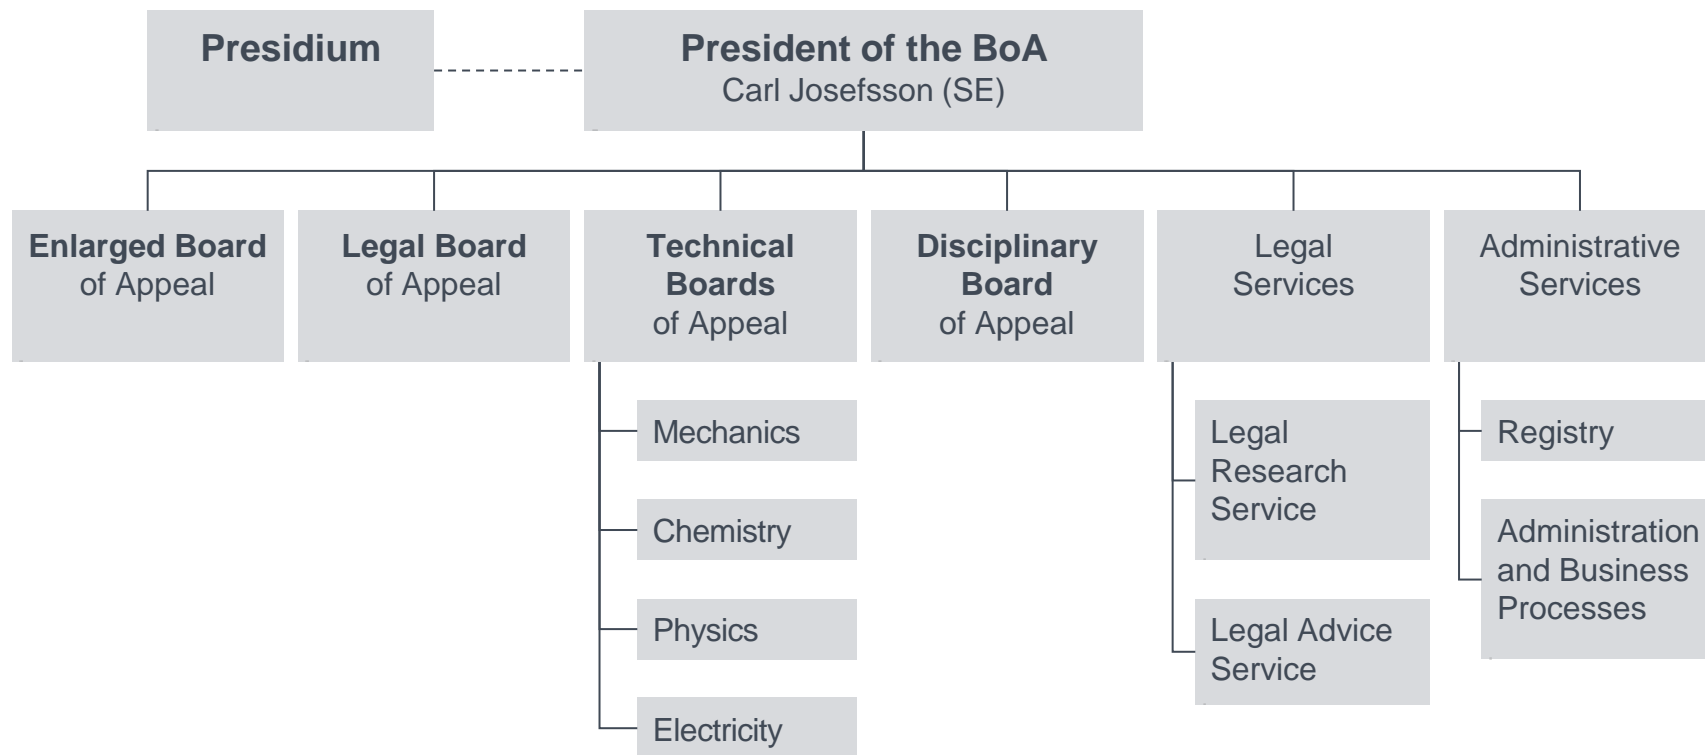 Presidium
President of the BoA
Carl Josefsson (SE)
Enlarged Board
of Appeal
Legal Board
of Appeal
Technical
Boards
of Appeal
Disciplinary
Board
of Appeal
Legal
Services
Administrative
Services
Mechanics
Chemistry
Physics
Electricity
Legal
Research
Service
Legal Advice
Service
Registry
Administration
and Business
Processes